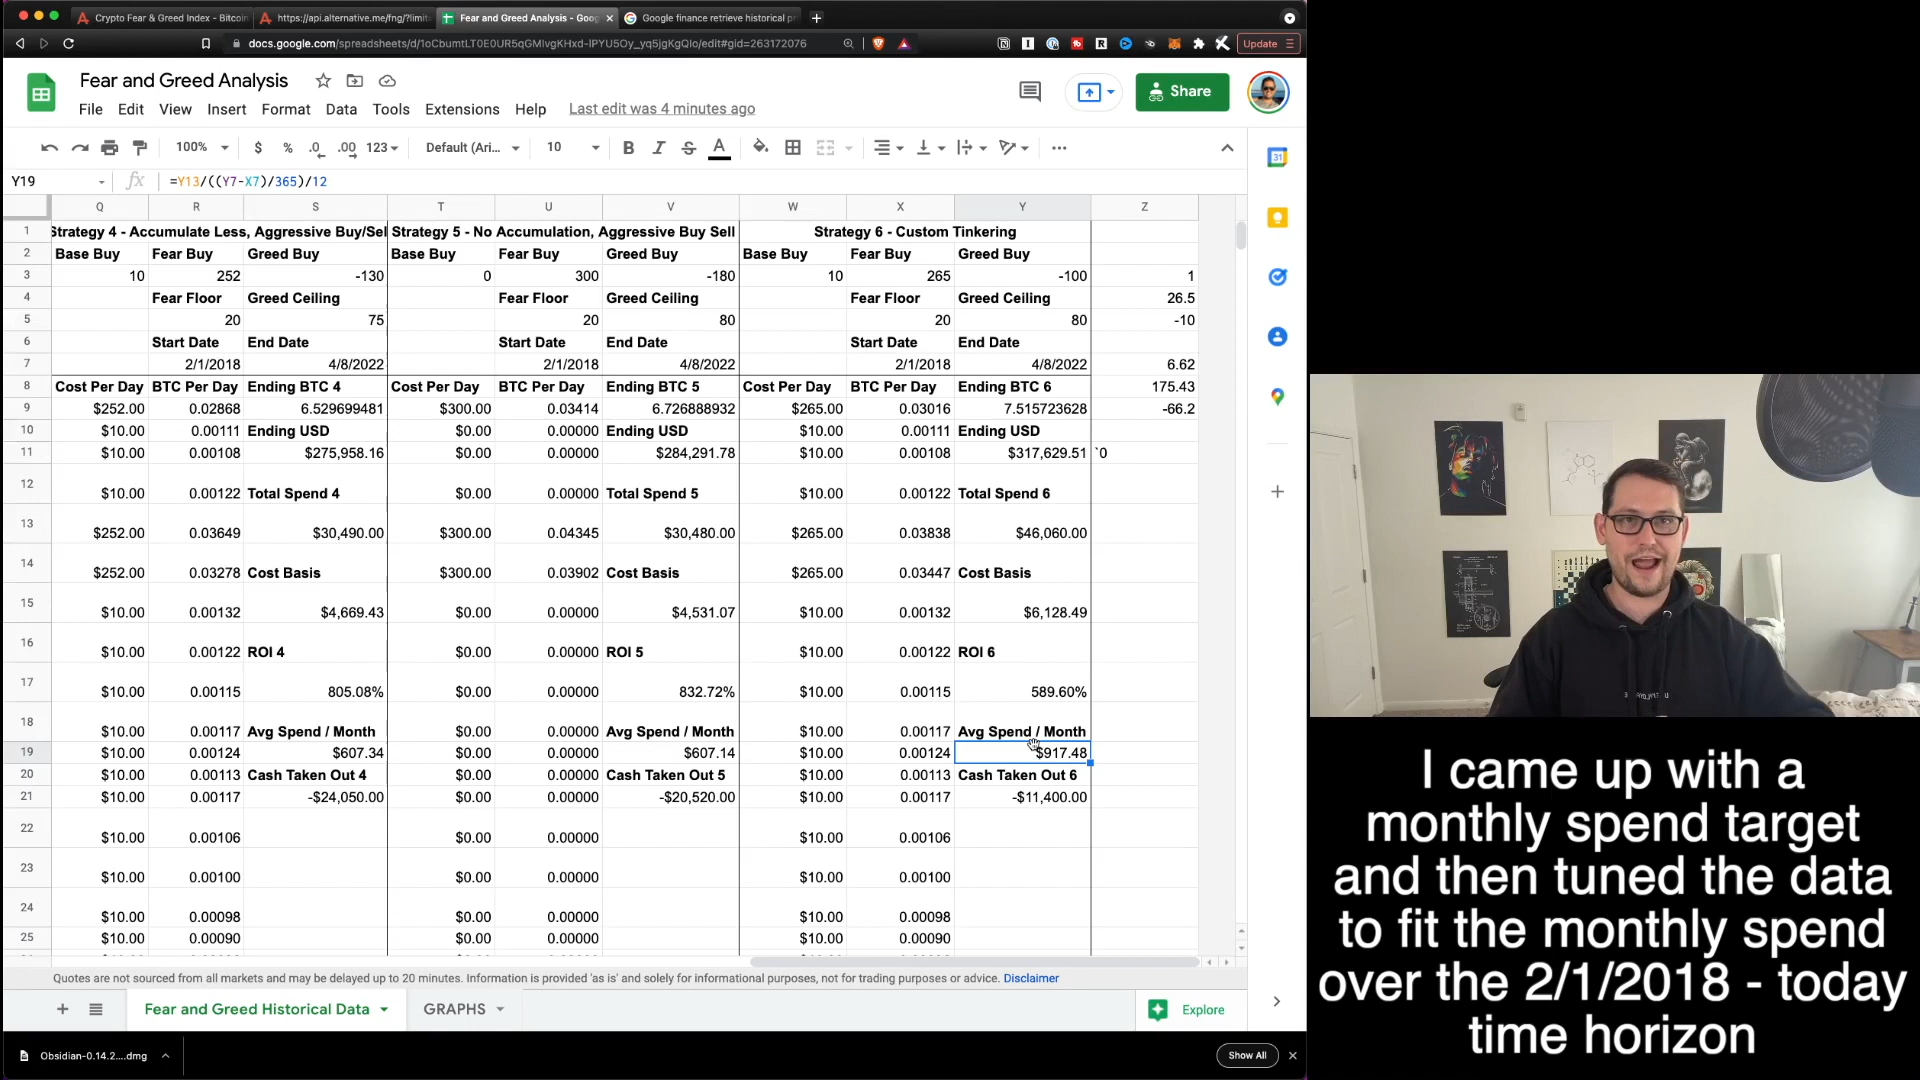 Crypto Fear & Greed Index - Bitcoin
https://api.alternative.me/fng/?limit
Fear and Greed Analysis - Goog
Google finance retrieve historical p
docs.google.com/spreadsheets/d/1oCbumtLT0E0UR5qGMIvgKHxd-lPYU5Oy_yq5jgKgQIo/edit#gid=263172076
Update
Fear and Greed Analysis
File Edit View Insert Format Data Tools Extensions Help Last edit was 4 minutes ago
Share
100% $ % .0 .00 123 Default (Ari... 10 B I S A
Y19 fx =Y13/((Y7-X7)/365)/12
Q R S T U V W X Y Z
1 Strategy 4 - Accumulate Less, Aggressive Buy/Sel Strategy 5 - No Accumulation, Aggressive Buy Sell Strategy 6 - Custom Tinkering
2 Base Buy Fear Buy Greed Buy Base Buy Fear Buy Greed Buy Base Buy Fear Buy Greed Buy
3 10 252 -130 0 300 -180 10 265 -100 1
4 Fear Floor Greed Ceiling Fear Floor Greed Ceiling Fear Floor Greed Ceiling 26.5
5 20 75 20 80 20 80 -10
6 Start Date End Date Start Date End Date Start Date End Date
7 2/1/2018 4/8/2022 2/1/2018 4/8/2022 2/1/2018 4/8/2022 6.62
8 Cost Per Day BTC Per Day Ending BTC 4 Cost Per Day BTC Per Day Ending BTC 5 Cost Per Day BTC Per Day Ending BTC 6 175.43
9 $252.00 0.02868 6.529699481 $300.00 0.03414 6.726888932 $265.00 0.03016 7.515723628 -66.2
10 $10.00 0.00111 Ending USD $0.00 0.00000 Ending USD $10.00 0.00111 Ending USD
11 $10.00 0.00108 $275,958.16 $0.00 0.00000 $284,291.78 $10.00 0.00108 $317,629.51 `0
12 $10.00 0.00122 Total Spend 4 $0.00 0.00000 Total Spend 5 $10.00 0.00122 Total Spend 6
13 $252.00 0.03649 $30,490.00 $300.00 0.04345 $30,480.00 $265.00 0.03838 $46,060.00
14 $252.00 0.03278 Cost Basis $300.00 0.03902 Cost Basis $265.00 0.03447 Cost Basis
15 $10.00 0.00132 $4,669.43 $0.00 0.00000 $4,531.07 $10.00 0.00132 $6,128.49
16 $10.00 0.00122 ROI 4 $0.00 0.00000 ROI 5 $10.00 0.00122 ROI 6
17 $10.00 0.00115 805.08% $0.00 0.00000 832.72% $10.00 0.00115 589.60%
18 $10.00 0.00117 Avg Spend / Month $0.00 0.00000 Avg Spend / Month $10.00 0.00117 Avg Spend / Month
19 $10.00 0.00124 $607.34 $0.00 0.00000 $607.14 $10.00 0.00124 $917.48
20 $10.00 0.00113 Cash Taken Out 4 $0.00 0.00000 Cash Taken Out 5 $10.00 0.00113 Cash Taken Out 6
21 $10.00 0.00117 -$24,050.00 $0.00 0.00000 -$20,520.00 $10.00 0.00117 -$11,400.00
22 $10.00 0.00106 $0.00 0.00000 $10.00 0.00106
23 $10.00 0.00100 $0.00 0.00000 $10.00 0.00100
24 $10.00 0.00098 $0.00 0.00000 $10.00 0.00098
25 $10.00 0.00090 $0.00 0.00000 $10.00 0.00090
Quotes are not sourced from all markets and may be delayed up to 20 minutes. Information is provided 'as is' and solely for informational purposes, not for trading purposes or advice. Disclaimer
Fear and Greed Historical Data GRAPHS Explore
Obsidian-0.14.2....dmg Show All
I came up with a
monthly spend target
and then tuned the data
to fit the monthly spend
over the 2/1/2018 - today
time horizon